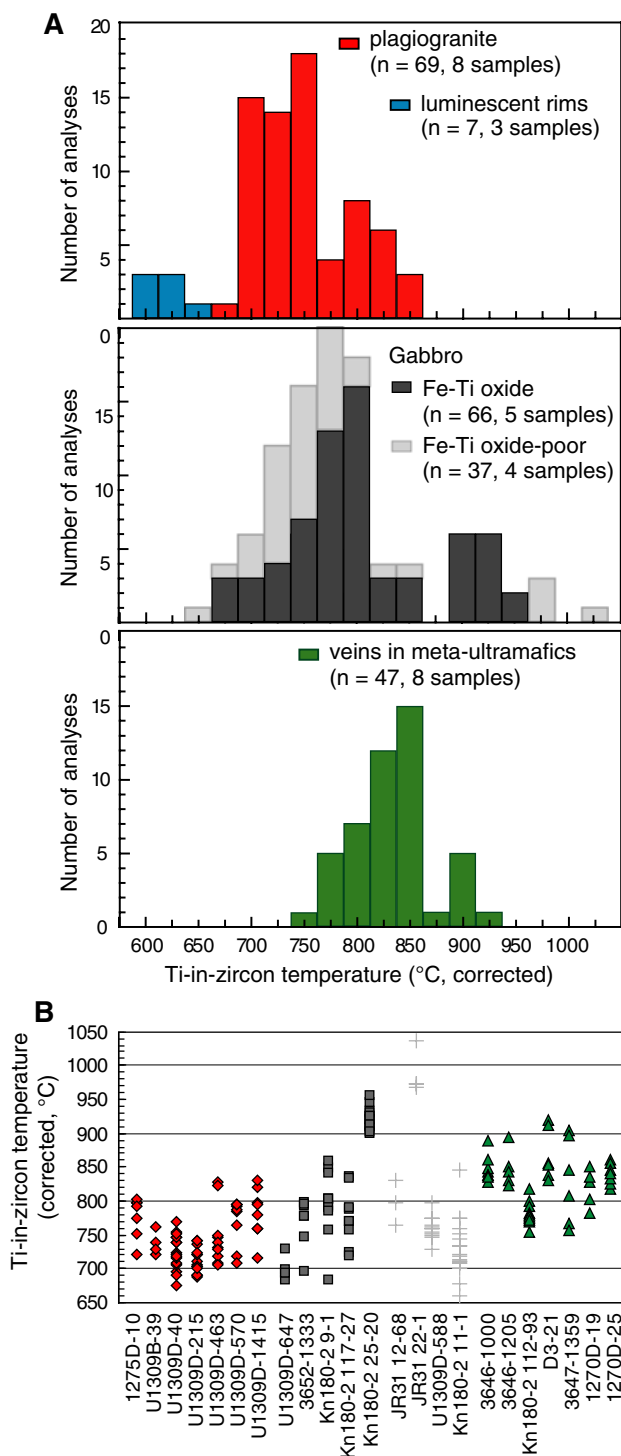 A
20
15
10
5
Number of analyses
plagiogranite
(n = 69, 8 samples)
luminescent rims
(n = 7, 3 samples)
0
15
10
5
Number of analyses
Gabbro
Fe-Ti oxide
(n = 66, 5 samples)
Fe-Ti oxide-poor
(n = 37, 4 samples)
0
15
10
5
0
Number of analyses
veins in meta-ultramafics
(n = 47, 8 samples)
600 650 700 750 800 850 900 950 1000
Ti-in-zircon temperature (°C, corrected)
B
1050
1000
950
900
850
800
750
700
650
Ti-in-zircon temperature
(corrected, °C)
1275D-10
U1309B-39
U1309D-40
U1309D-215
U1309D-463
U1309D-570
U1309D-1415
U1309D-647
3652-1333
Kn180-2 9-1
Kn180-2 117-27
Kn180-2 25-20
JR31 12-68
JR31 22-1
U1309D-588
Kn180-2 11-1
3646-1000
3646-1205
Kn180-2 112-93
D3-21
3647-1359
1270D-19
1270D-25